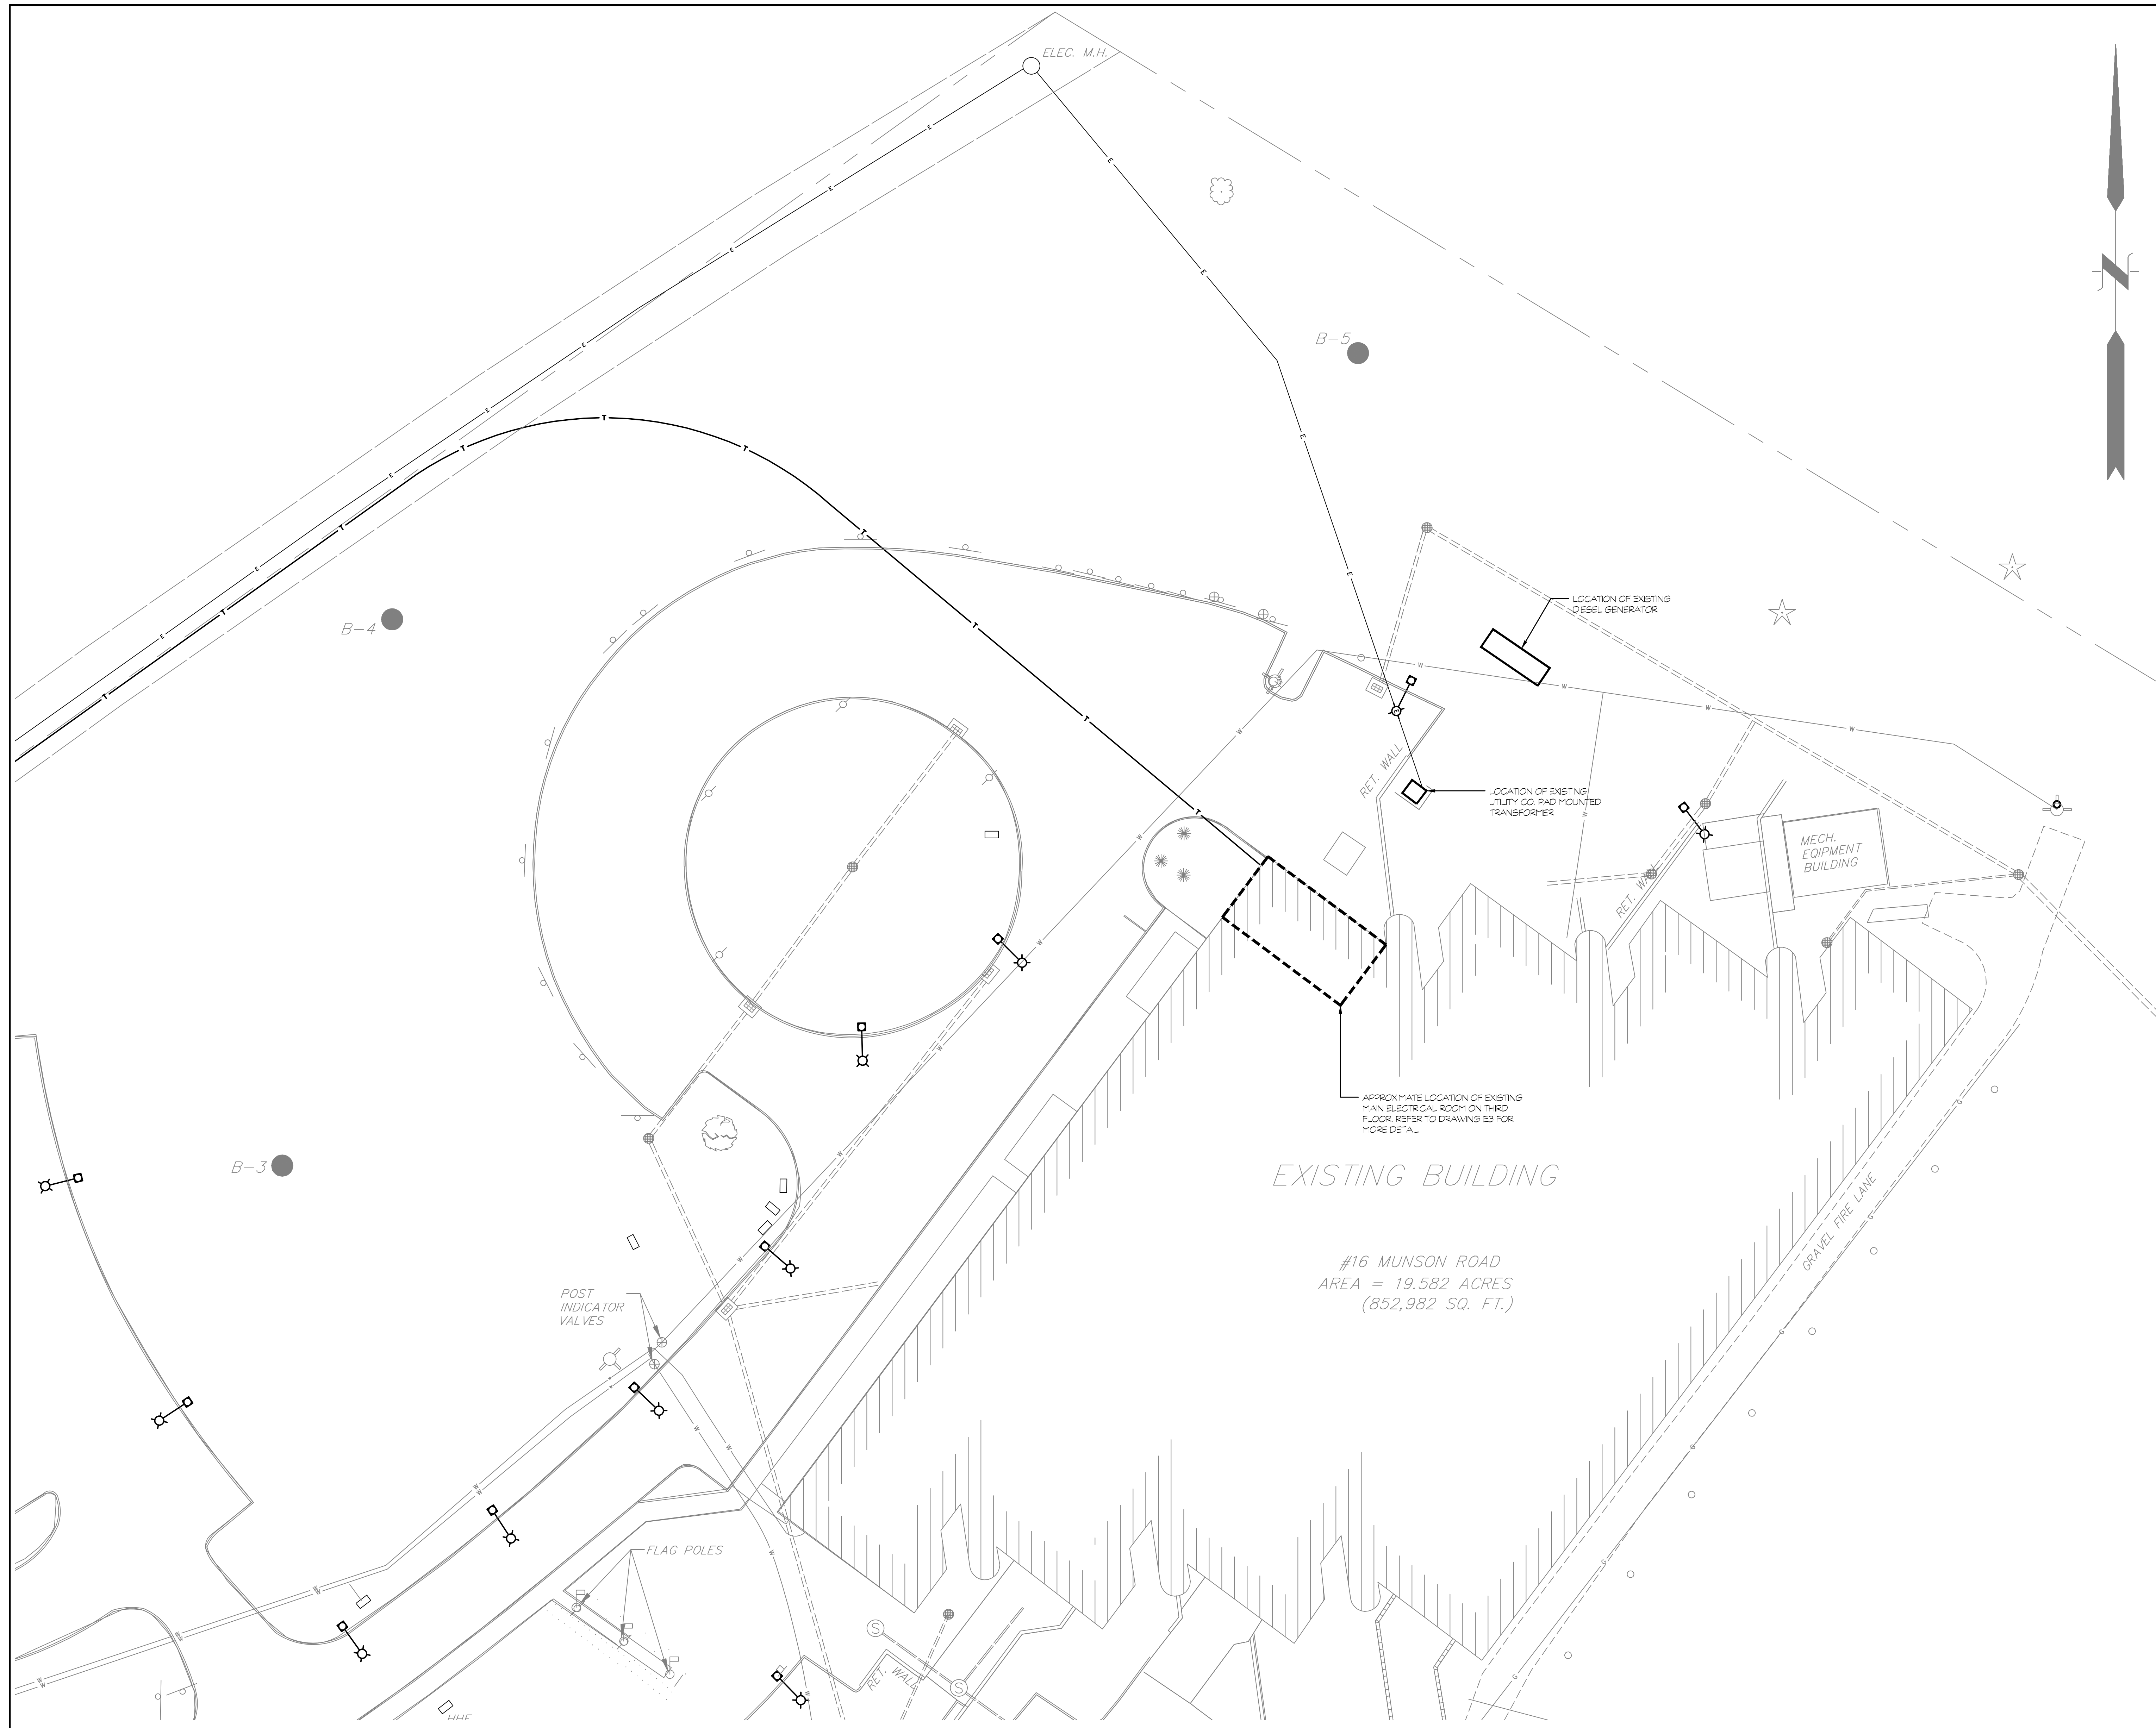 ELEC. M.H.
N
B-5
B-4
LOCATION OF EXISTING
DIESEL GENERATOR
RET. WALL
LOCATION OF EXISTING
UTILITY CO. PAD MOUNTED
TRANSFORMER
MECH.
EQIPMENT
BUILDING
RET. WALL
APPROXIMATE LOCATION OF EXISTING
MAIN ELECTRICAL ROOM ON THIRD
FLOOR. REFER TO DRAWING E3 FOR
MORE DETAIL
B-3
EXISTING BUILDING
#16 MUNSON ROAD
AREA = 19.582 ACRES
(852,982 SQ. FT.)
GRAVEL FIRE LANE
POST
INDICATOR
VALVES
FLAG POLES
RET. WALL
S
S
HHE